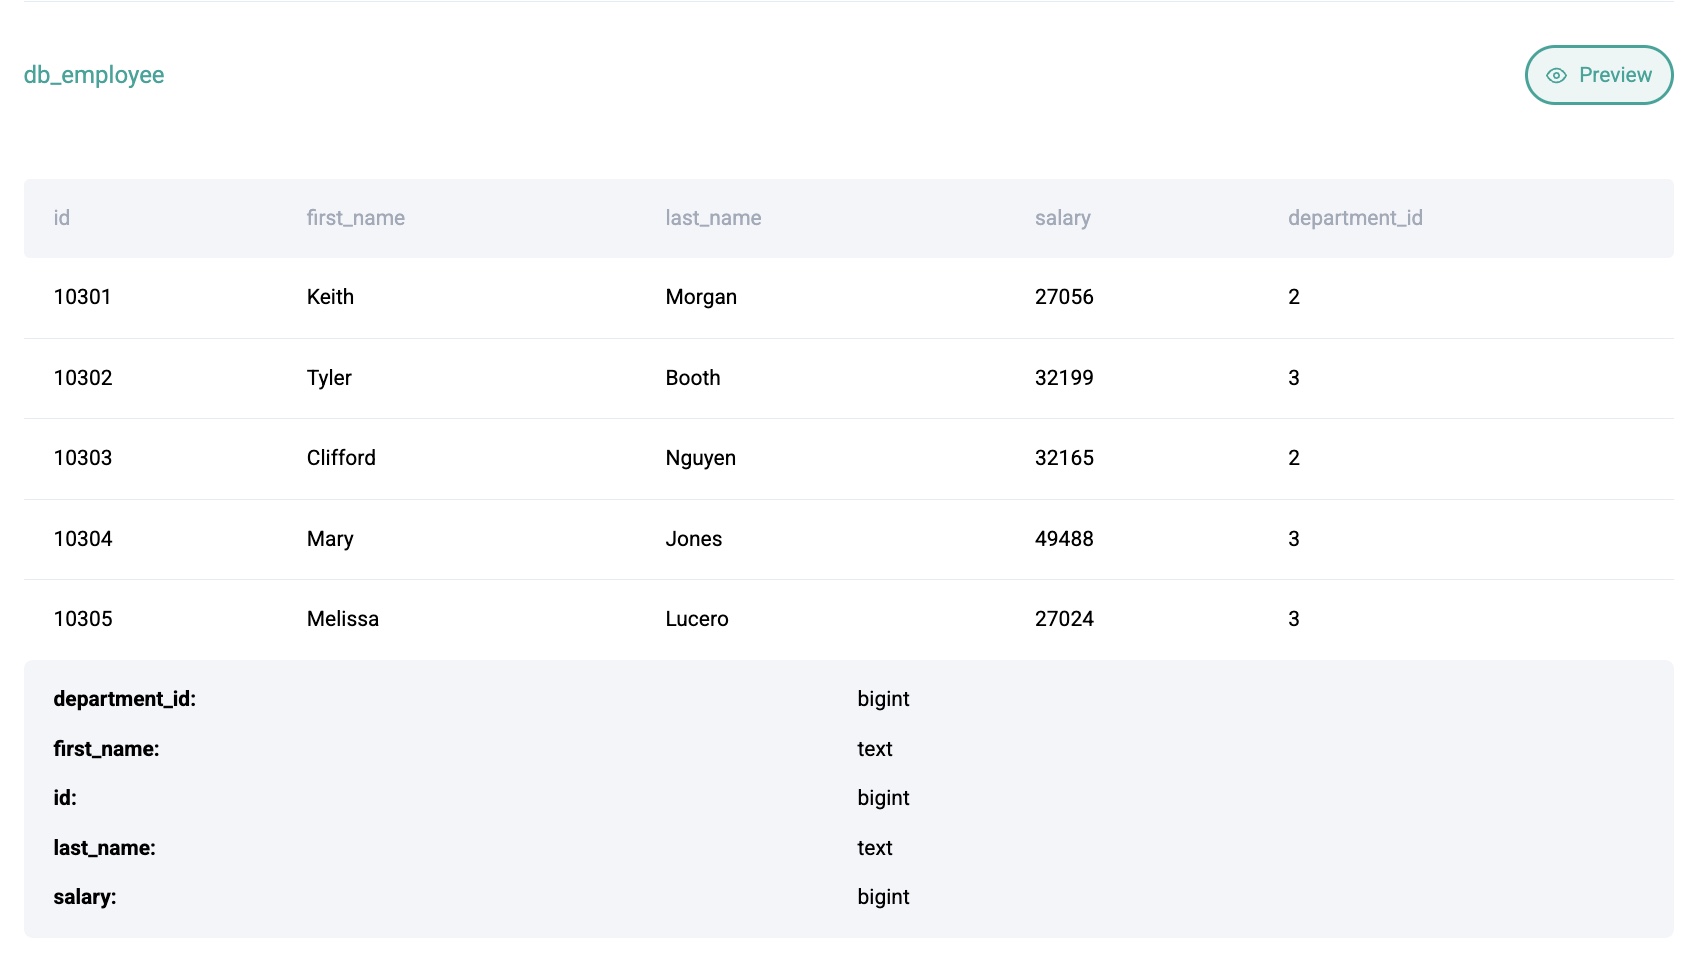 db_employee Preview
id first_name last_name salary department_id
10301 Keith Morgan 27056 2
10302 Tyler Booth 32199 3
10303 Clifford Nguyen 32165 2
10304 Mary Jones 49488 3
10305 Melissa Lucero 27024 3
department_id: bigint
first_name: text
id: bigint
last_name: text
salary: bigint